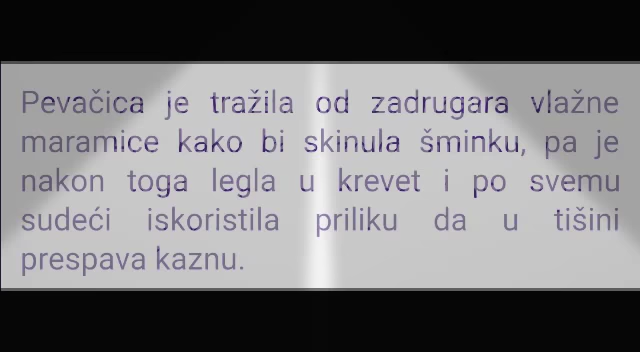 Pevačica je tražila od zadrugara vlažne
maramice kako bi skinula šminku, pa je
nakon toga legla u krevet i po svemu
sudeći iskoristila priliku da u tišini
prespava kaznu.